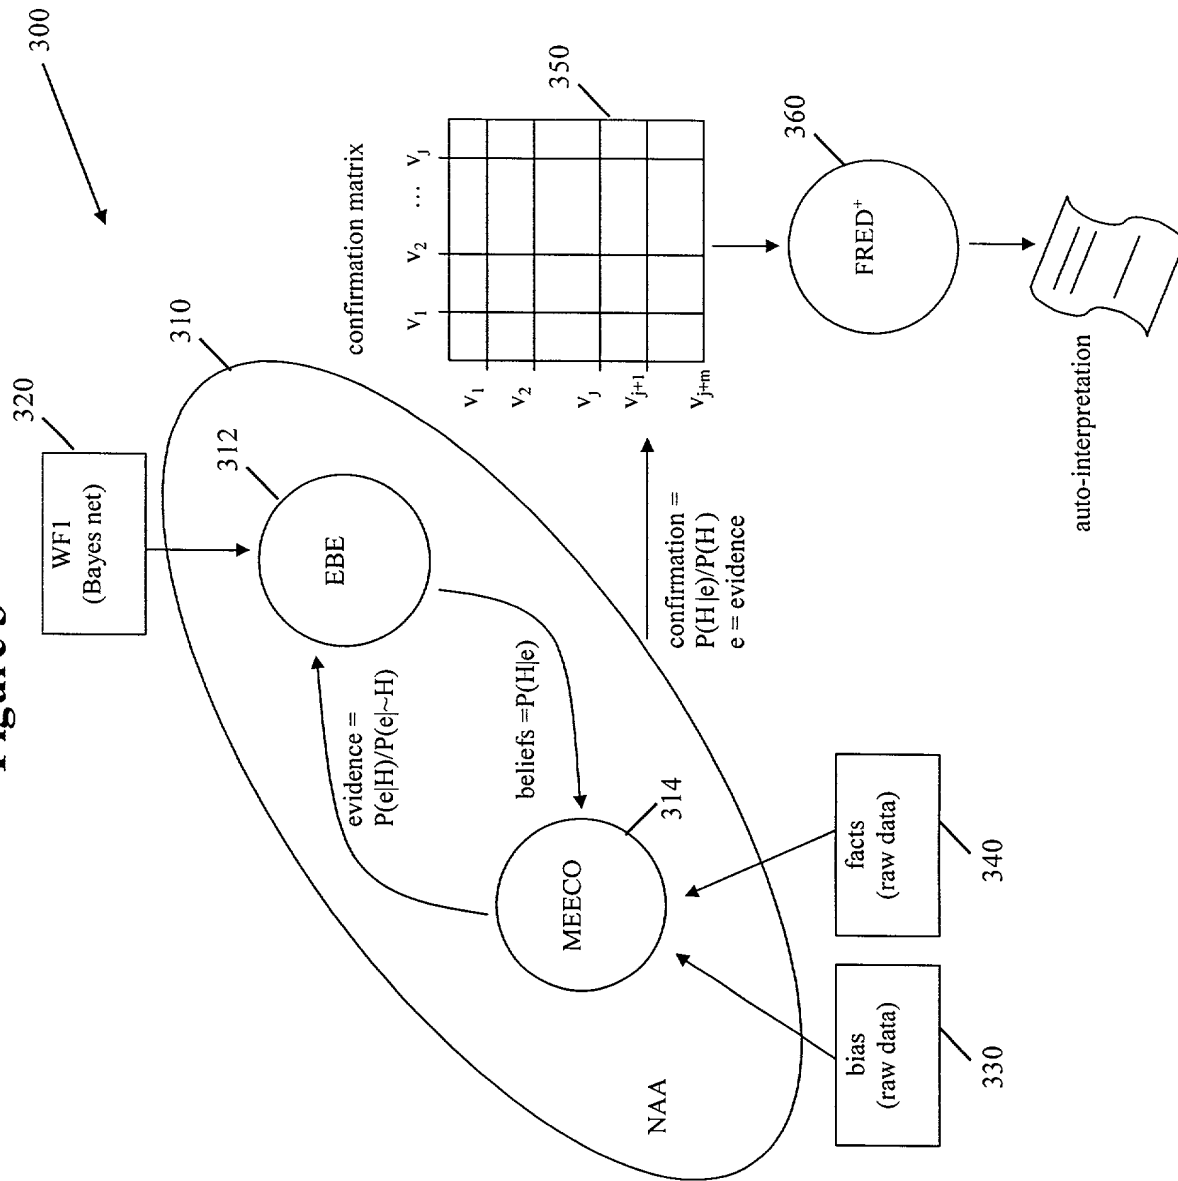 Figure 3
300
320
WF1
(Bayes net)
310
312
EBE
evidence =
P(e|H)/P(e|~H)
beliefs =P(H|e)
MEECO
314
NAA
bias
(raw data)
330
facts
(raw data)
340
confirmation =
P(H|e)/P(H)
e = evidence
confirmation matrix
v1 v2 ... vJ
v1
v2
vJ
vj+1
vj+m
350
360
FRED+
auto-interpretation